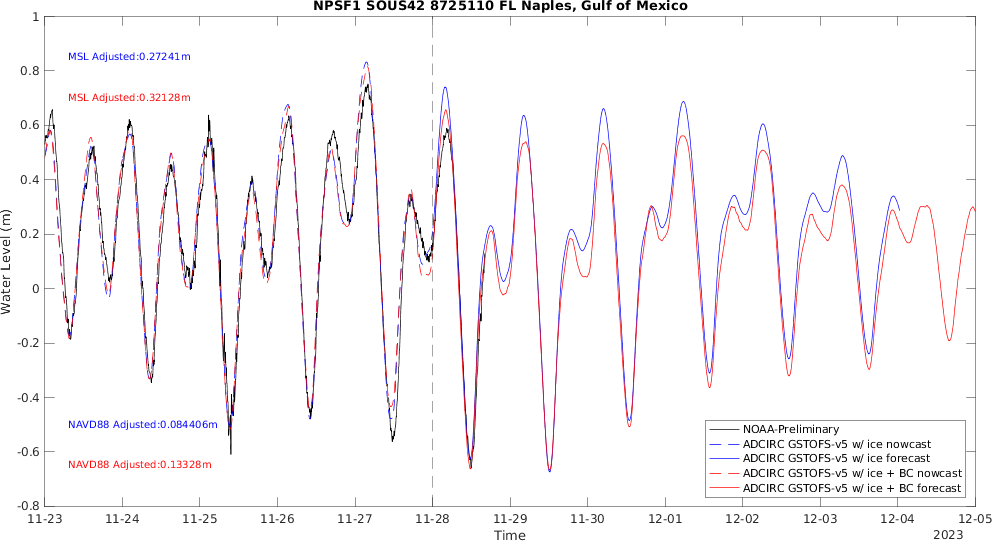 NPSF1 SOUS42 8725110 FL Naples, Gulf of Mexico
1
0.8
0.6
0.4
0.2
0
-0.2
-0.4
-0.6
-0.8
Water Level (m)
MSL Adjusted:0.27241m
MSL Adjusted:0.32128m
NAVD88 Adjusted:0.084406m
NAVD88 Adjusted:0.13328m
NOAA-Preliminary
ADCIRC GSTOFS-v5 w/ ice nowcast
ADCIRC GSTOFS-v5 w/ ice forecast
ADCIRC GSTOFS-v5 w/ ice + BC nowcast
ADCIRC GSTOFS-v5 w/ ice + BC forecast
11-23 11-24 11-25 11-26 11-27 11-28 11-29 11-30 12-01 12-02 12-03 12-04 12-05
Time
2023